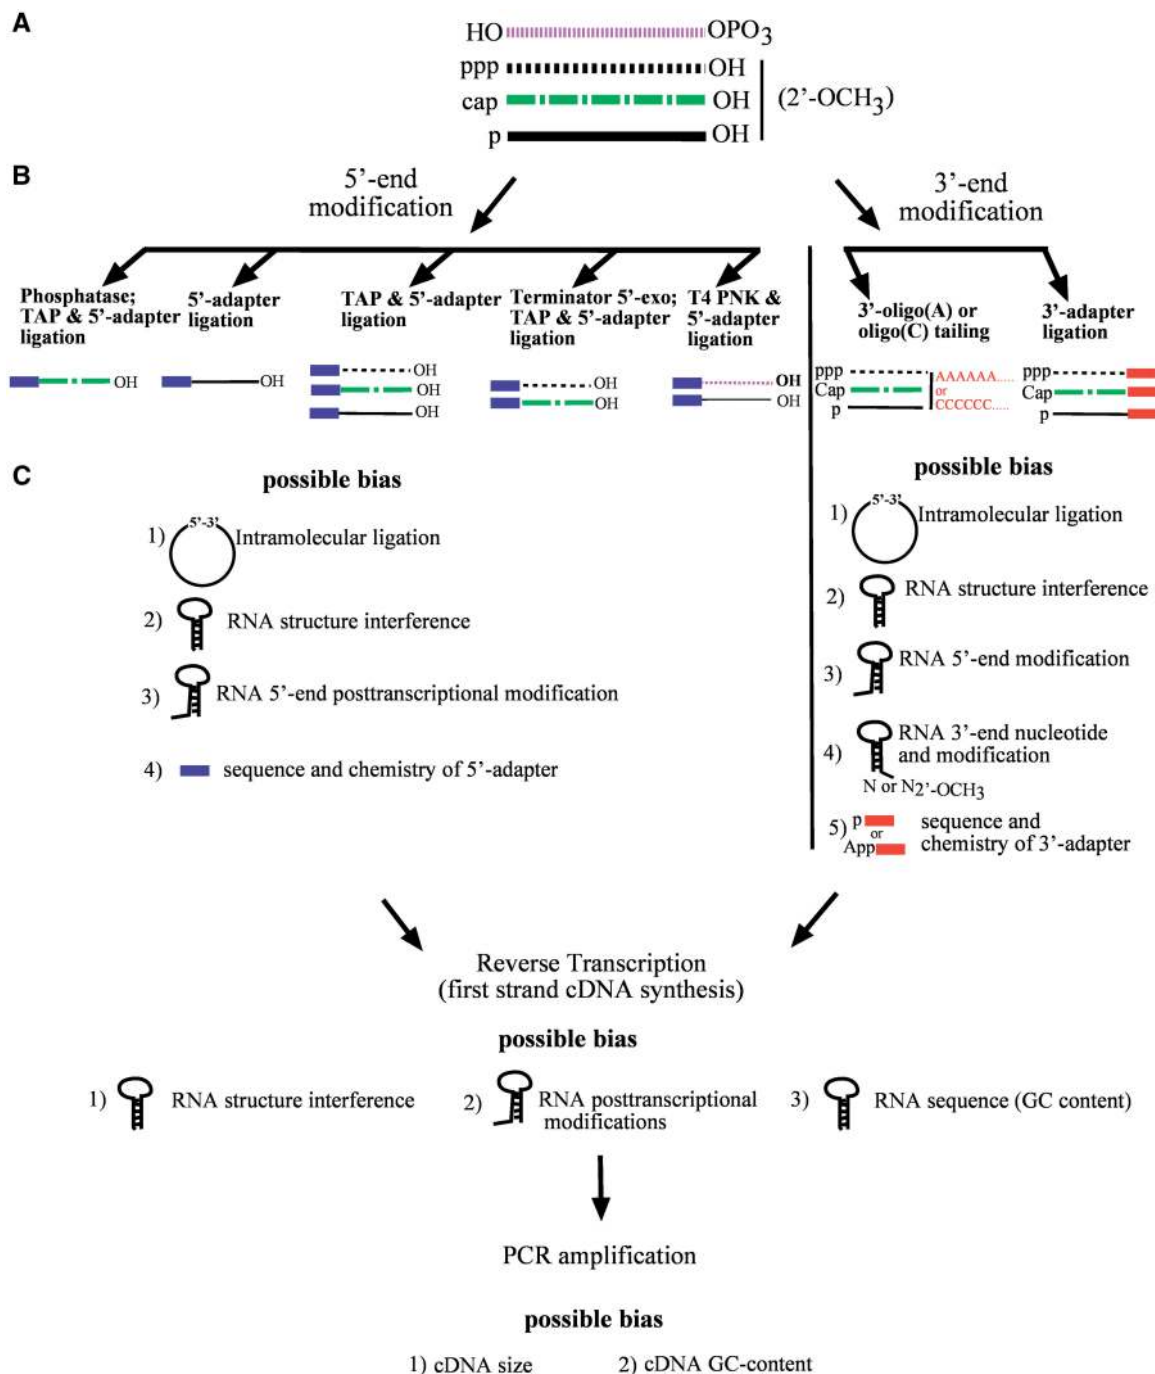 A
HO OPO3
ppp OH
cap OH (2'-OCH3)
p OH
B
5'-end
modification
3'-end
modification
Phosphatase;
TAP & 5'-adapter
ligation
OH
5'-adapter
ligation
OH
TAP & 5'-adapter
ligation
OH
OH
OH
Terminator 5'-exo;
TAP & 5'-adapter
ligation
OH
OH
T4 PNK &
5'-adapter
ligation
OH
OH
3'-oligo(A) or
oligo(C) tailing
ppp AAAAAA.....
Cap or
p CCCCCC.....
3'-adapter
ligation
ppp
Cap
p
C
possible bias
1) 5'-3' Intramolecular ligation
2) RNA structure interference
3) RNA 5'-end posttranscriptional modification
4) sequence and chemistry of 5'-adapter
possible bias
1) 5'-3' Intramolecular ligation
2) RNA structure interference
3) RNA 5'-end modification
4) RNA 3'-end nucleotide
and modification
N or N2'-OCH3
5) p sequence and
or
App chemistry of 3'-adapter
Reverse Transcription
(first strand cDNA synthesis)
possible bias
1) RNA structure interference
2) RNA posttranscriptional
modifications
3) RNA sequence (GC content)
PCR amplification
possible bias
1) cDNA size 2) cDNA GC-content